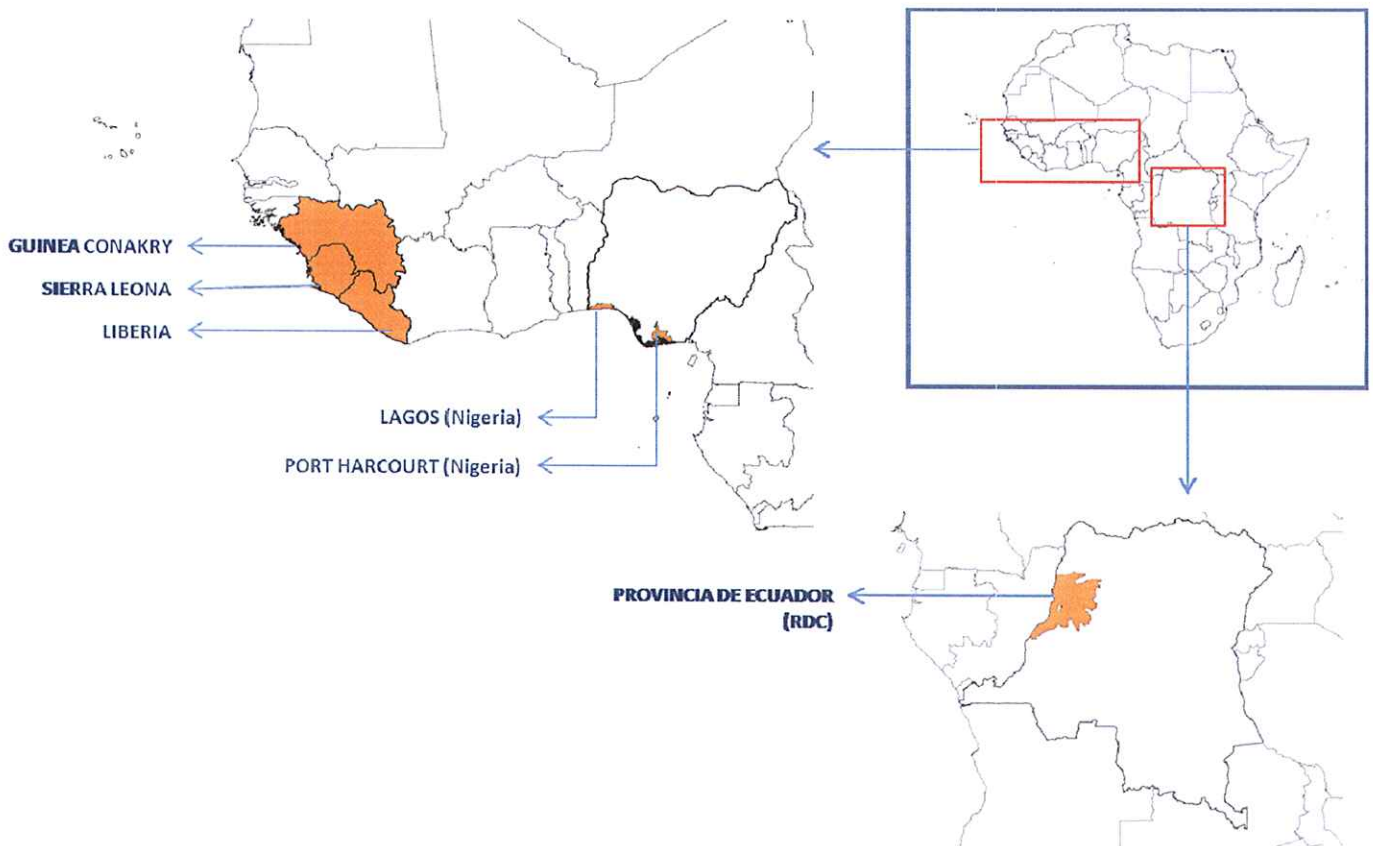 GUINEA CONAKRY
SIERRA LEONA
LIBERIA
LAGOS (Nigeria)
PORT HARCOURT (Nigeria)
PROVINCIA DE ECUADOR
(RDC)